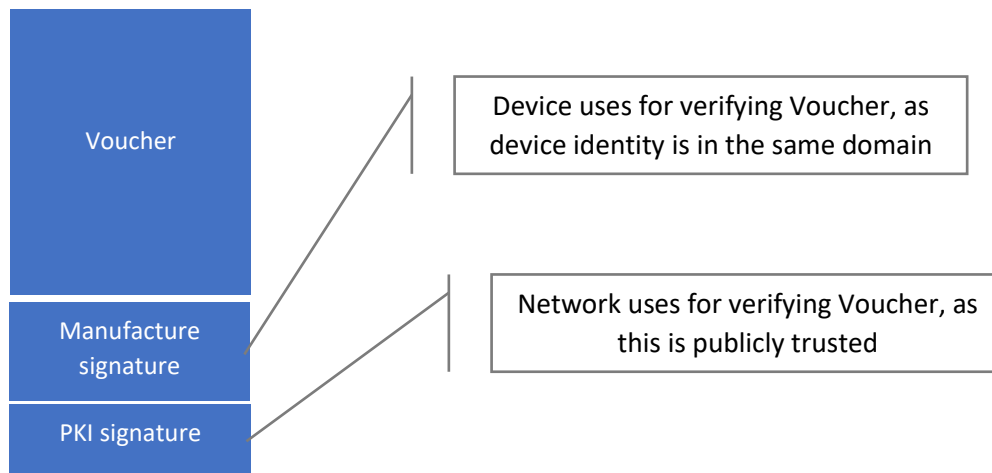 Voucher
Device uses for verifying Voucher, as
device identity is in the same domain
Manufacture
signature
Network uses for verifying Voucher, as
this is publicly trusted
PKI signature